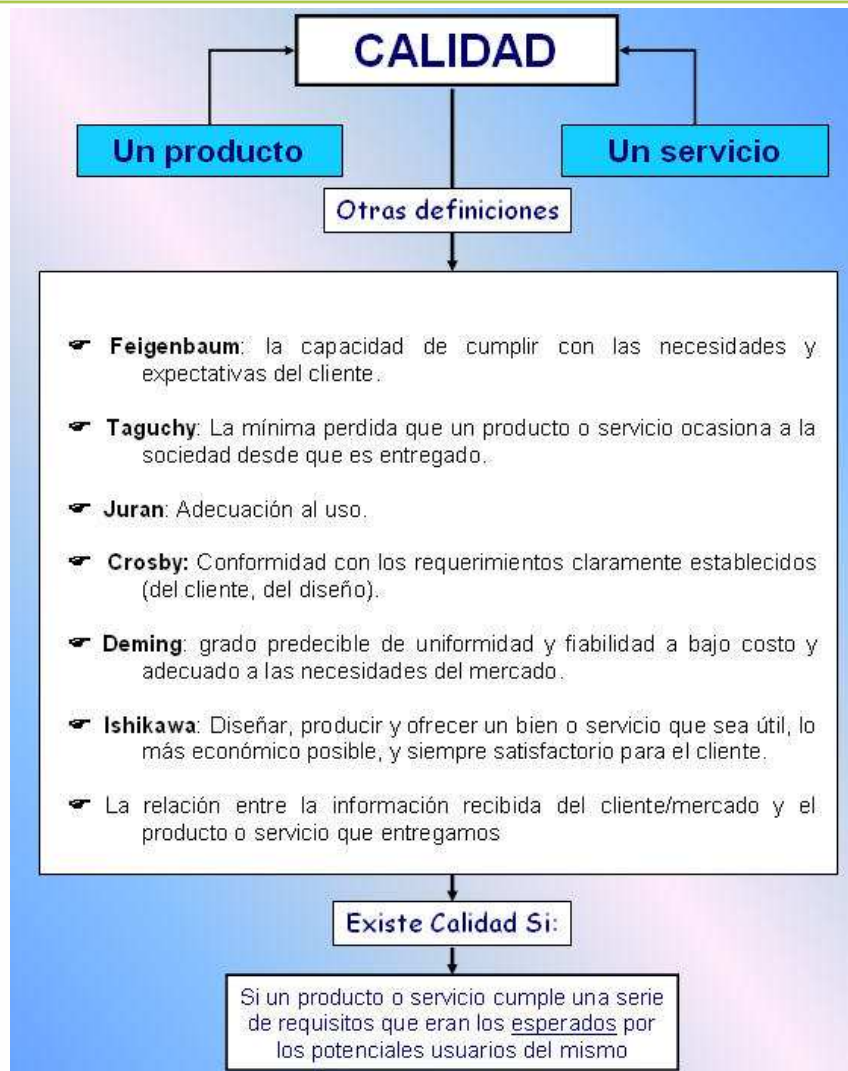 CALIDAD
Un producto
Un servicio
Otras definiciones
☛ Feigenbaum: la capacidad de cumplir con las necesidades y
expectativas del cliente.
☛ Taguchy: La mínima perdida que un producto o servicio ocasiona a la
sociedad desde que es entregado.
☛ Juran: Adecuación al uso.
☛ Crosby: Conformidad con los requerimientos claramente establecidos
(del cliente, del diseño).
☛ Deming: grado predecible de uniformidad y fiabilidad a bajo costo y
adecuado a las necesidades del mercado.
☛ Ishikawa: Diseñar, producir y ofrecer un bien o servicio que sea útil, lo
más económico posible, y siempre satisfactorio para el cliente.
☛ La relación entre la información recibida del cliente/mercado y el
producto o servicio que entregamos
Existe Calidad Si:
Si un producto o servicio cumple una serie
de requisitos que eran los esperados por
los potenciales usuarios del mismo